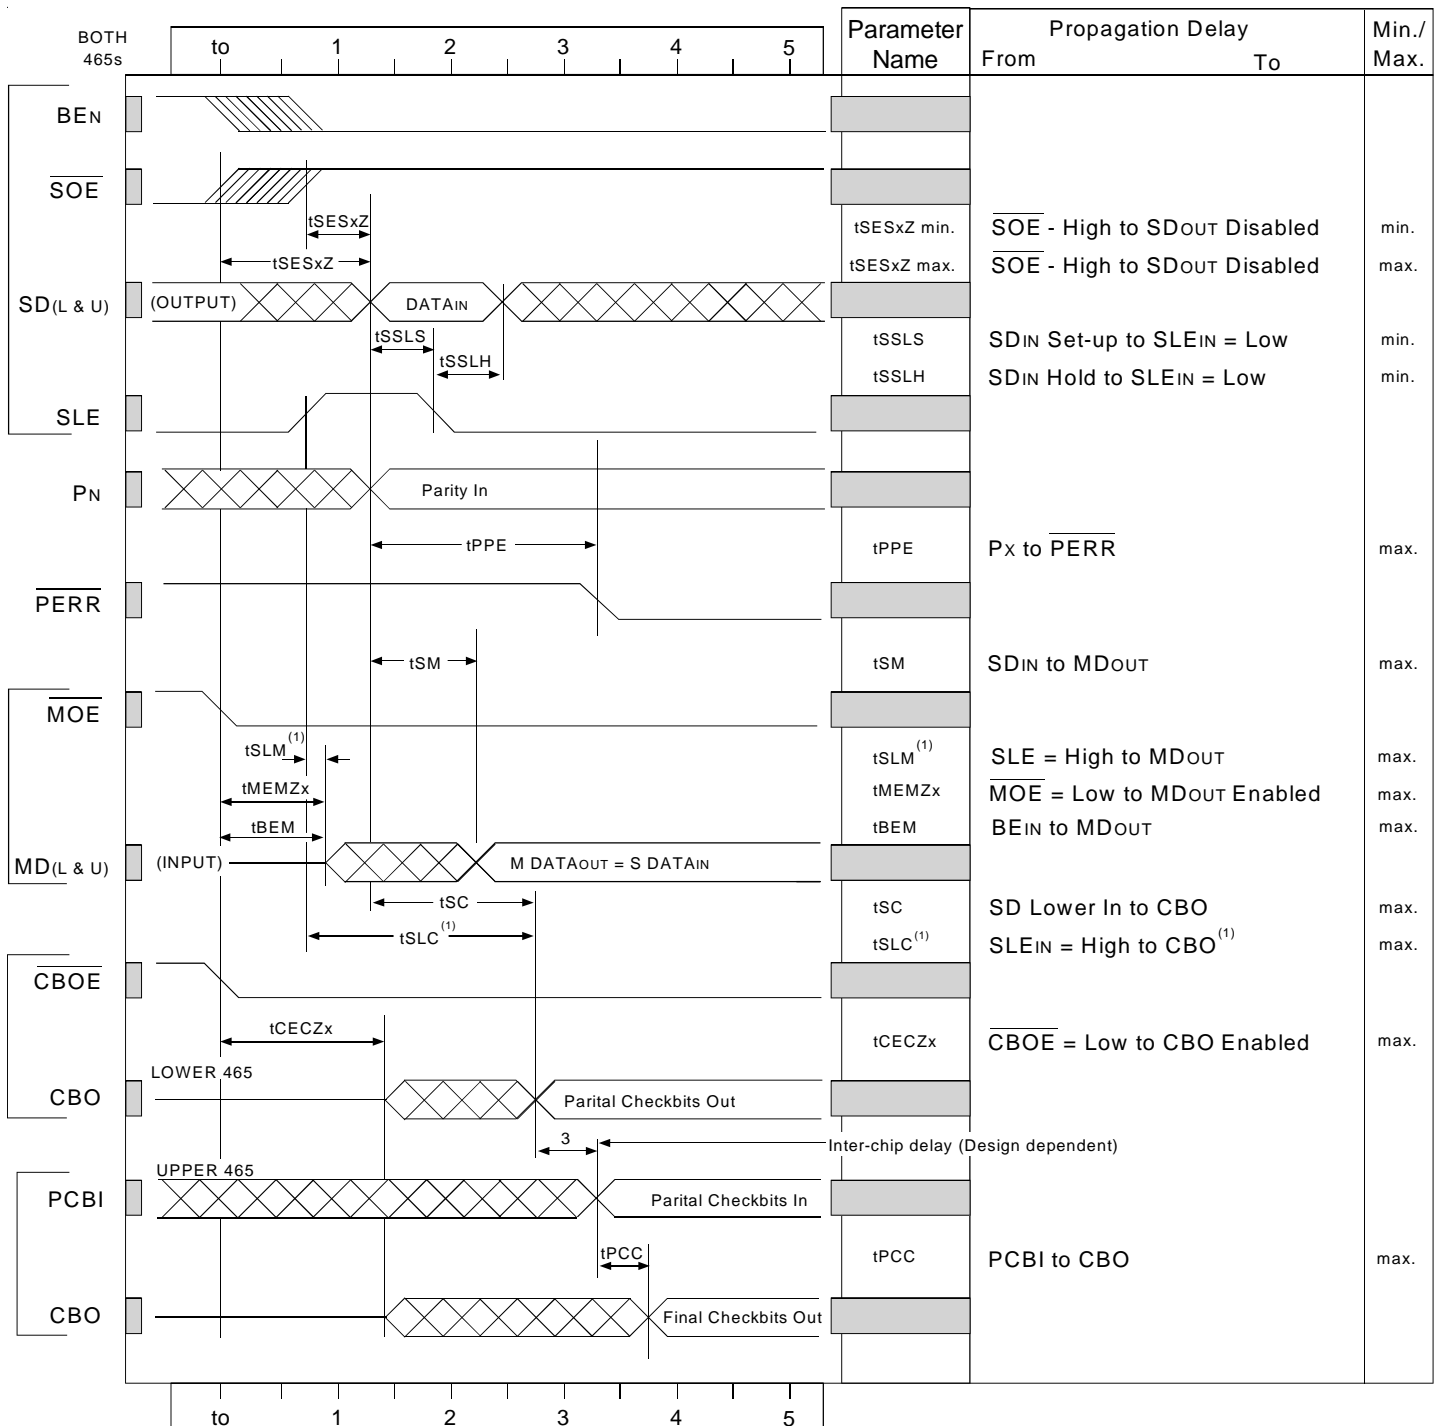 BOTH
465s
to 1 2 3 4 5
Parameter
Name
Propagation Delay
From To
Min./
Max.
BEN
SOE
tSESxZ
tSESxZ min. SOE - High to SDOUT Disabled min.
tSESxZ
tSESxZ max. SOE - High to SDOUT Disabled max.
SD(L & U) (OUTPUT) DATAIN
tSSLS
tSSLS SDIN Set-up to SLEIN = Low min.
tSSLH
tSSLH SDIN Hold to SLEIN = Low min.
SLE
PN Parity In
tPPE
tPPE Px to PERR max.
PERR
tSM
tSM SDIN to MDOUT max.
MOE
tSLM(1)
tSLM(1) SLE = High to MDOUT max.
tMEMZx
tMEMZx MOE = Low to MDOUT Enabled max.
tBEM
tBEM BEIN to MDOUT max.
MD(L & U) (INPUT) M DATAOUT = S DATAIN
tSC
tSC SD Lower In to CBO max.
tSLC(1)
tSLC(1) SLEIN = High to CBO(1) max.
CBOE
tCECZx
tCECZx CBOE = Low to CBO Enabled max.
LOWER 465
CBO Parital Checkbits Out
3 Inter-chip delay (Design dependent)
UPPER 465
PCBI Parital Checkbits In
tPCC
tPCC PCBI to CBO max.
CBO Final Checkbits Out
to 1 2 3 4 5